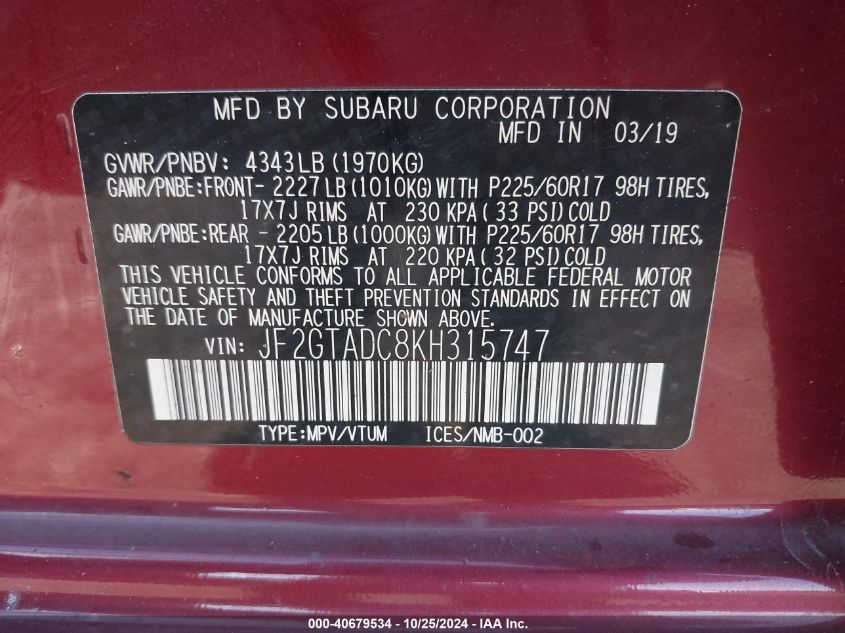 MFD BY SUBARU CORPORATION
MFD IN 03/19
GVWR/PNBV: 4343LB (1970KG)
GAWR/PNBE:FRONT- 2227LB (1010KG) WITH P225/60R17 98H TIRES,
17X7J RIMS AT 230 KPA ( 33 PSI) COLD
GAWR/PNBE:REAR - 2205LB (1000KG) WITH P225/60R17 98H TIRES,
17X7J RIMS AT 220 KPA ( 32 PSI) COLD
THIS VEHICLE CONFORMS TO ALL APPLICABLE FEDERAL MOTOR
VEHICLE SAFETY AND THEFT PREVENTION STANDARDS IN EFFECT ON
THE DATE OF MANUFACTURE SHOWN ABOVE.
VIN: JF2GTADC8KH315747
TYPE:MPV/VTUM ICES/NMB-002
000-40679534 - 10/25/2024 - IAA Inc.